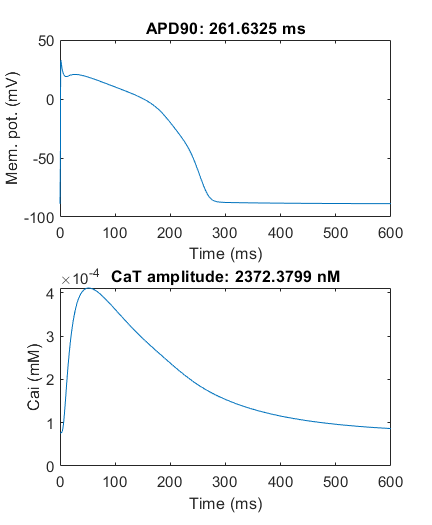 APD90: 261.6325 ms
50
0
-50
-100
Mem. pot. (mV)
0 100 200 300 400 500 600
Time (ms)
×10-4
CaT amplitude: 2372.3799 nM
4
3
2
1
0
Cai (mM)
0 100 200 300 400 500 600
Time (ms)